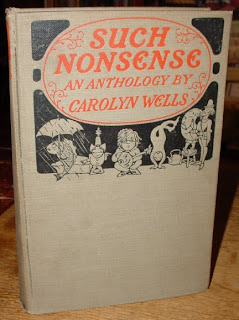 SUCH
NONSENSE
AN ANTHOLOGY BY
CAROLYN WELLS